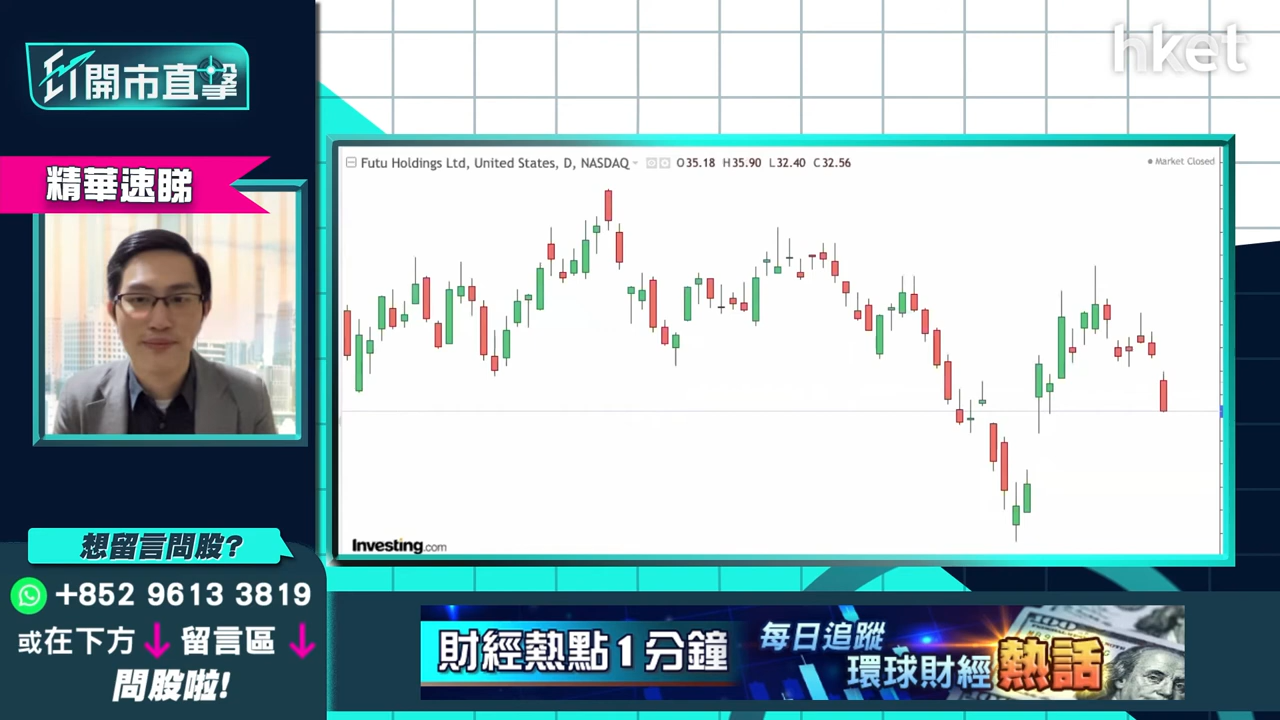 hket
ET開市直擊
精華速睇
Futu Holdings Ltd, United States, D, NASDAQ O35.18 H35.90 L32.40 C32.56
Market Closed
Investing.com
想留言問股?
+852 9613 3819
或在下方 留言區
問股啦!
財經熱點1分鐘
每日追蹤
環球財經熱話